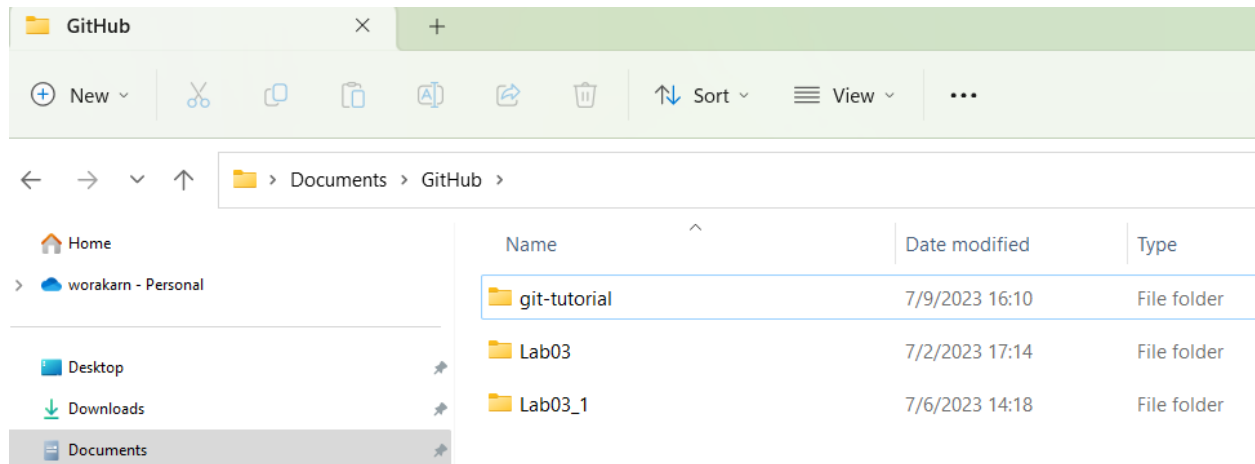 GitHub
New
Sort
View
Documents > GitHub >
Home
worakarn - Personal
Desktop
Downloads
Documents
Name Date modified Type
git-tutorial 7/9/2023 16:10 File folder
Lab03 7/2/2023 17:14 File folder
Lab03_1 7/6/2023 14:18 File folder